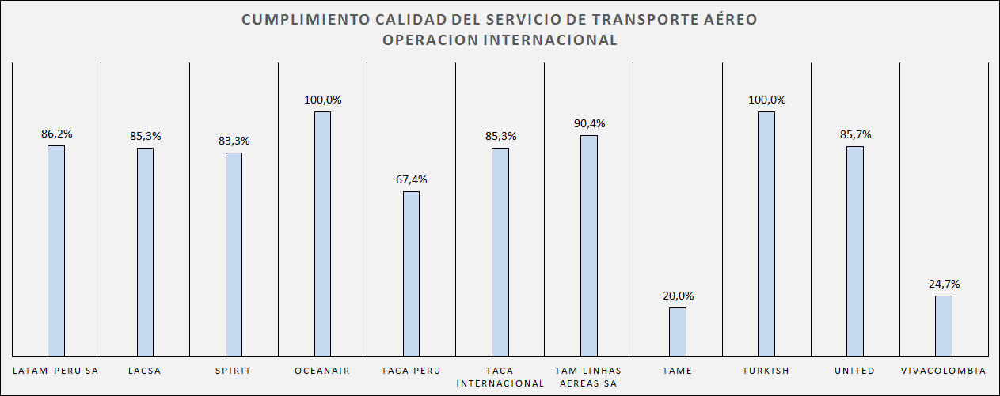 CUMPLIMIENTO CALIDAD DEL SERVICIO DE TRANSPORTE AÉREO
OPERACION INTERNACIONAL
86,2%
85,3%
83,3%
100,0%
67,4%
85,3%
90,4%
20,0%
100,0%
85,7%
24,7%
LATAM PERU SA
LACSA
SPIRIT
OCEANAIR
TACA PERU
TACA
INTERNACIONAL
TAM LINHAS
AEREAS SA
TAME
TURKISH
UNITED
VIVACOLOMBIA